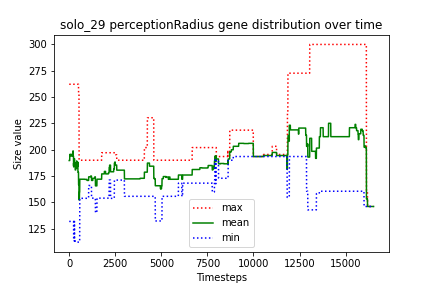 solo_29 perceptionRadius gene distribution over time
Size value
300
275
250
225
200
175
150
125
max
mean
min
0
2500
5000
7500
10000
12500
15000
Timesteps